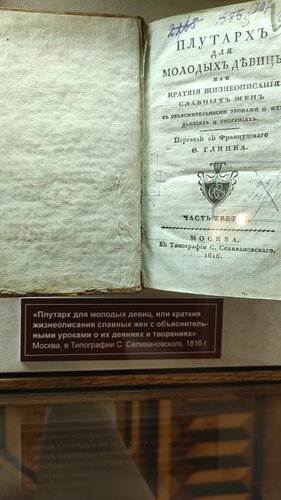 ПЛУТАРХЪ
ДЛЯ
МОЛОДЫХЪ ДѢВИЦЪ
ИЛИ
КРАТКІЯ ЖИЗНЕОПИСАНІЯ
СЛАВНЫХЪ ЖЕНЪ
СЪ ОБЪЯСНИТЕЛЬНЫМИ УРОКАМИ О ИХЪ
ДѢЯНІЯХЪ И ТВОРЕНІЯХЪ.
Перевелъ съ Французскаго
Ѳ. ГЛИНКА.
ЧАСТЬ ТРЕТ
МОСКВА.
Въ Типографіи С. Селивановскаго.
1816.
«Плутарх для молодых девиц, или краткия
жизнеописания славных жен с объяснитель-
ными уроками о их деяниях и творениях»
Москва, в Типографии С. Селивановского, 1816 г.